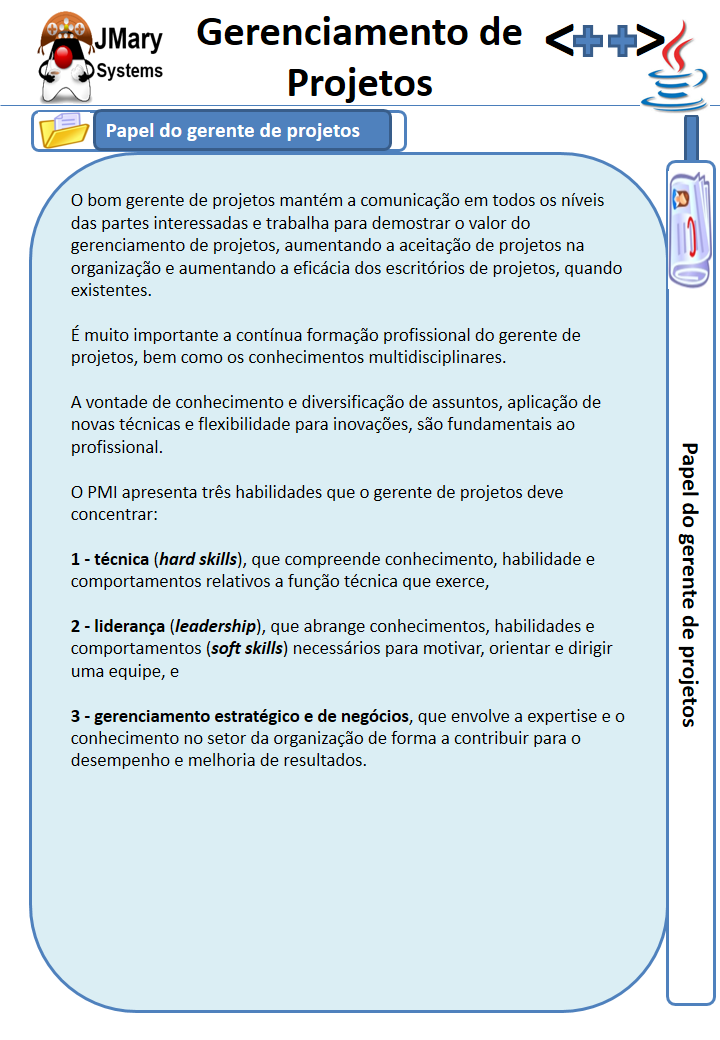 JMary
Systems
Gerenciamento de
Projetos
<++>
Papel do gerente de projetos
O bom gerente de projetos mantém a comunicação em todos os níveis
das partes interessadas e trabalha para demostrar o valor do
gerenciamento de projetos, aumentando a aceitação de projetos na
organização e aumentando a eficácia dos escritórios de projetos, quando
existentes.
É muito importante a contínua formação profissional do gerente de
projetos, bem como os conhecimentos multidisciplinares.
A vontade de conhecimento e diversificação de assuntos, aplicação de
novas técnicas e flexibilidade para inovações, são fundamentais ao
profissional.
O PMI apresenta três habilidades que o gerente de projetos deve
concentrar:
1 - técnica (hard skills), que compreende conhecimento, habilidade e
comportamentos relativos a função técnica que exerce,
2 - liderança (leadership), que abrange conhecimentos, habilidades e
comportamentos (soft skills) necessários para motivar, orientar e dirigir
uma equipe, e
3 - gerenciamento estratégico e de negócios, que envolve a expertise e o
conhecimento no setor da organização de forma a contribuir para o
desempenho e melhoria de resultados.
Papel do gerente de projetos